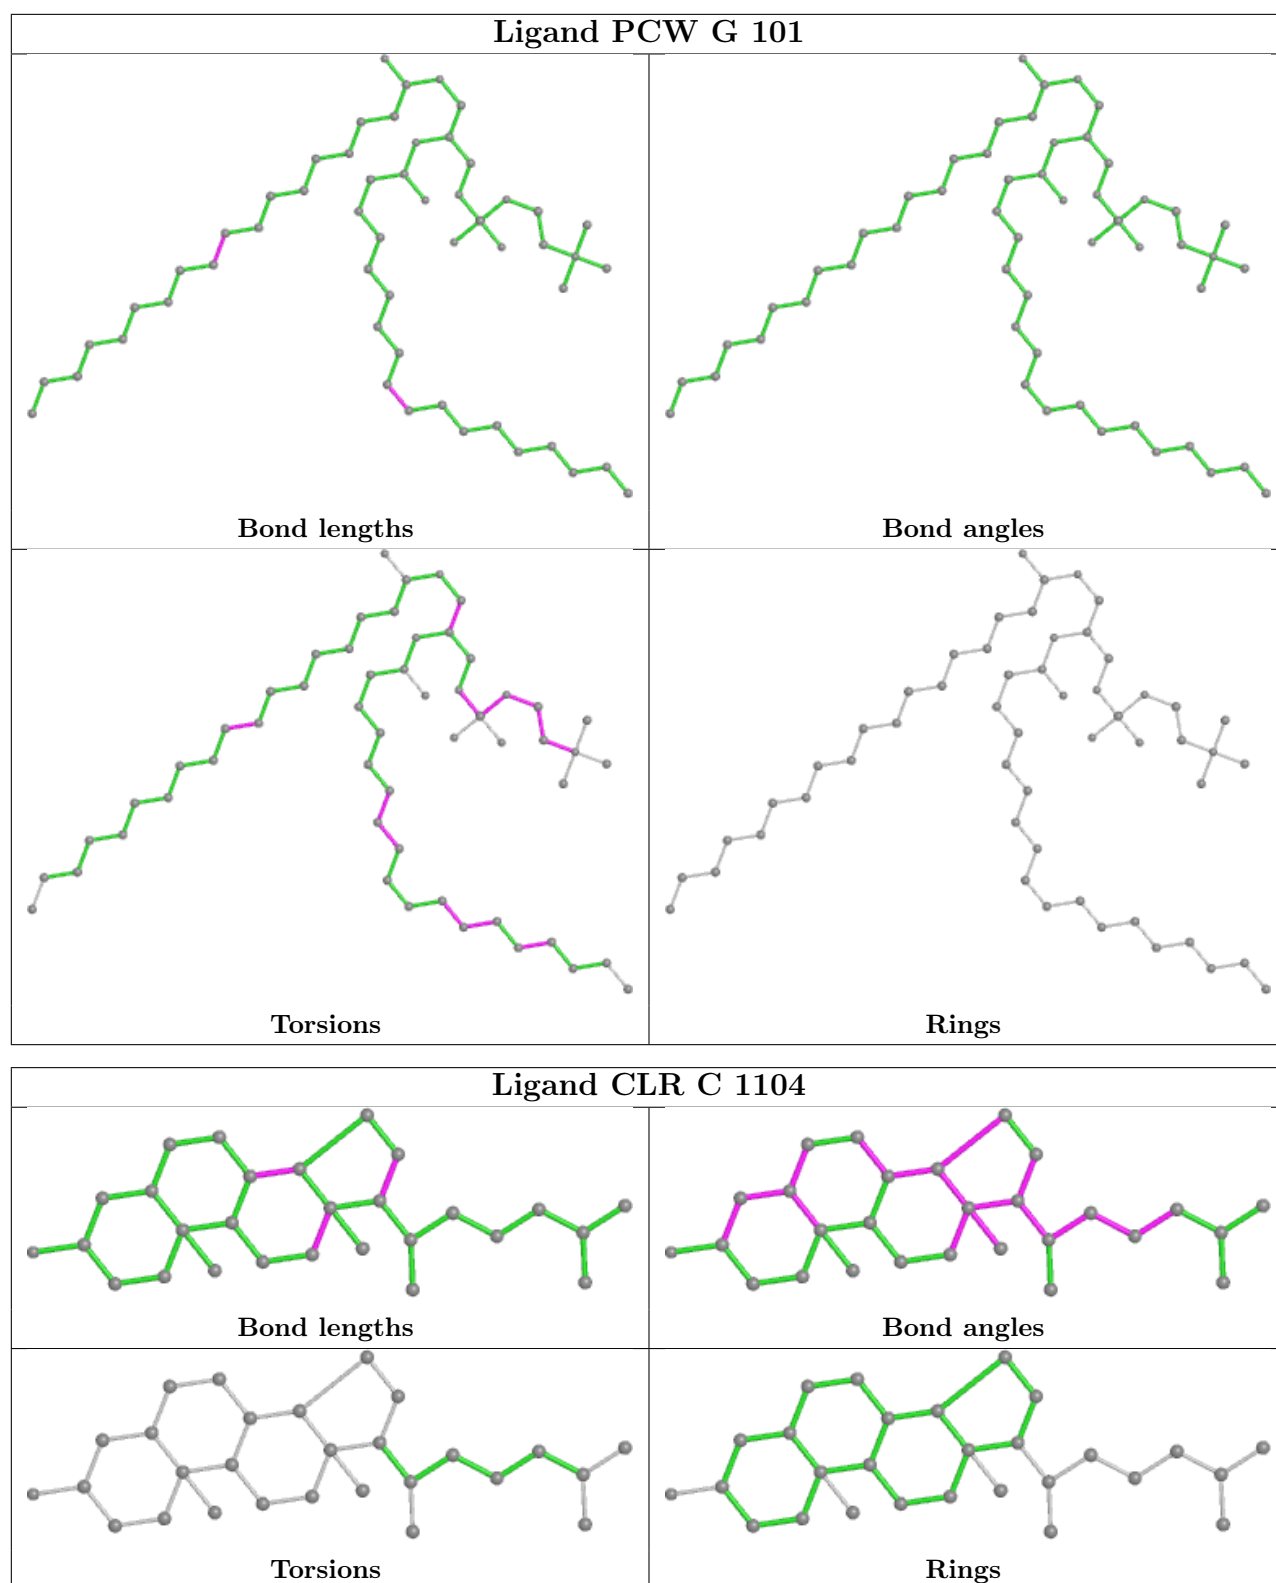 Ligand PCW G 101
Bond lengths
Bond angles
Torsions
Rings
Ligand CLR C 1104
Bond lengths
Bond angles
Torsions
Rings